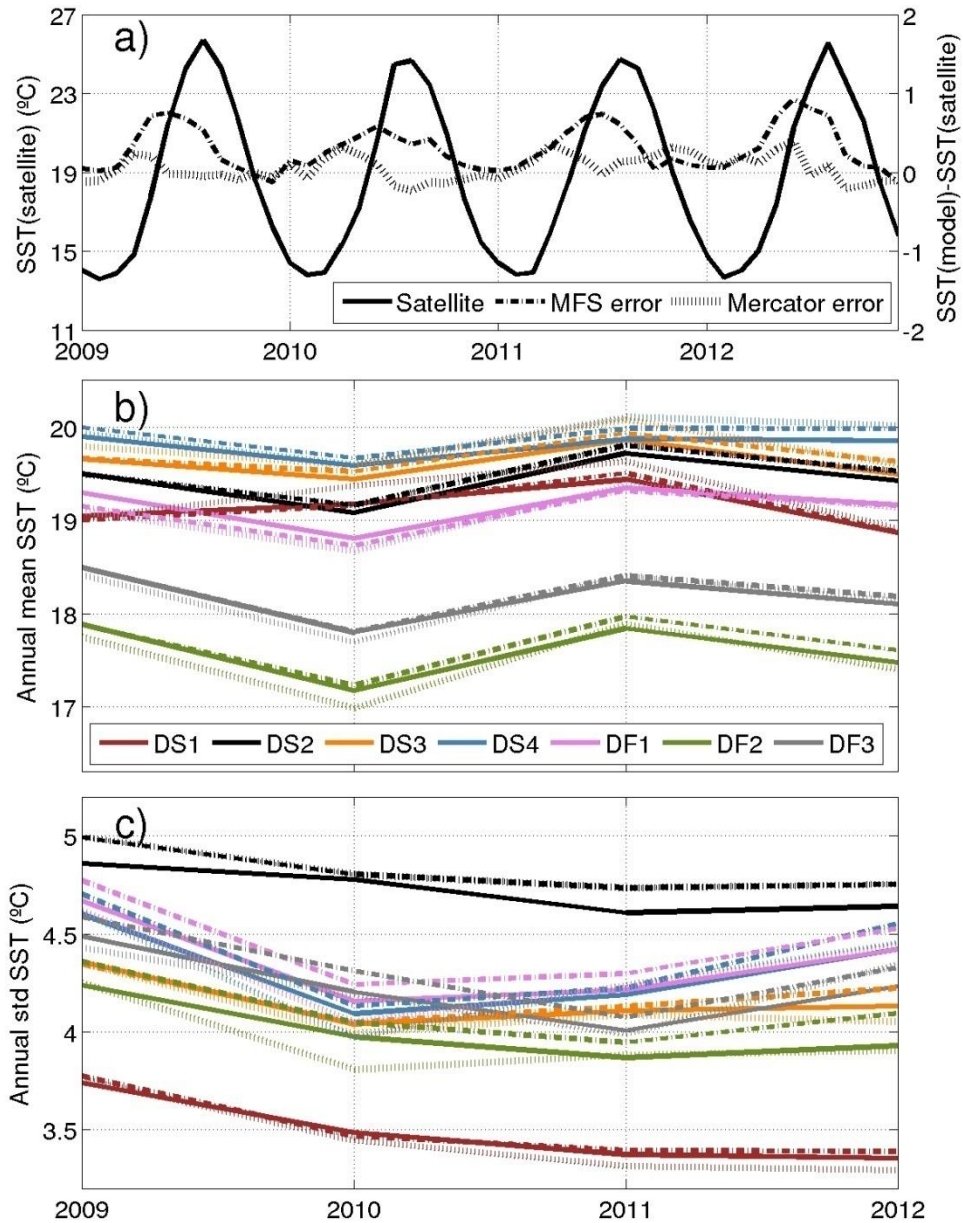 a)
27
23
19
15
11
SST(satellite) (ºC)
2
1
0
-1
-2
SST(model)-SST(satellite)
Satellite MFS error Mercator error
2009 2010 2011 2012
b)
20
19
18
17
Annual mean SST (ºC)
DS1 DS2 DS3 DS4 DF1 DF2 DF3
c)
5
4.5
4
3.5
Annual std SST (ºC)
2009 2010 2011 2012